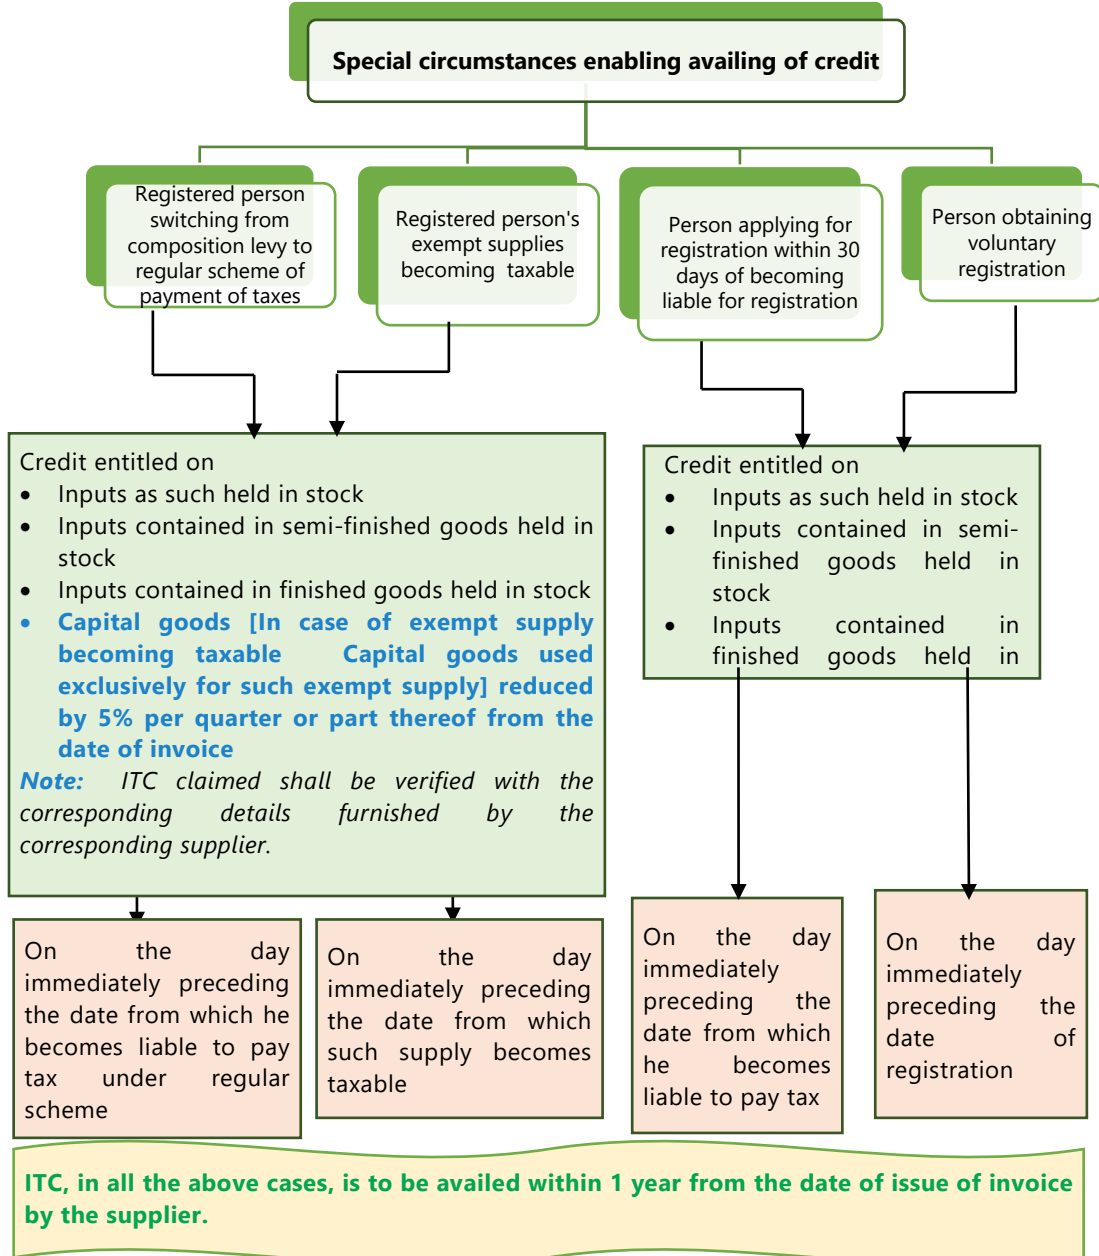 Special circumstances enabling availing of credit
Registered person
switching from
composition levy to
regular scheme of
payment of taxes
Registered person's
exempt supplies
becoming taxable
Person applying for
registration within 30
days of becoming
liable for registration
Person obtaining
voluntary
registration
Credit entitled on
• Inputs as such held in stock
• Inputs contained in semi-finished goods held in
stock
• Inputs contained in finished goods held in stock
• Capital goods [In case of exempt supply
becoming taxable Capital goods used
exclusively for such exempt supply] reduced
by 5% per quarter or part thereof from the
date of invoice
Note: ITC claimed shall be verified with the
corresponding details furnished by the
corresponding supplier.
Credit entitled on
• Inputs as such held in stock
• Inputs contained in semi-
finished goods held in
stock
• Inputs contained in
finished goods held in
On the day
immediately preceding
the date from which he
becomes liable to pay
tax under regular
scheme
On the day
immediately preceding
the date from which
such supply becomes
taxable
On the day
immediately
preceding the
date from which
he becomes
liable to pay tax
On the day
immediately
preceding the
date of
registration
ITC, in all the above cases, is to be availed within 1 year from the date of issue of invoice
by the supplier.